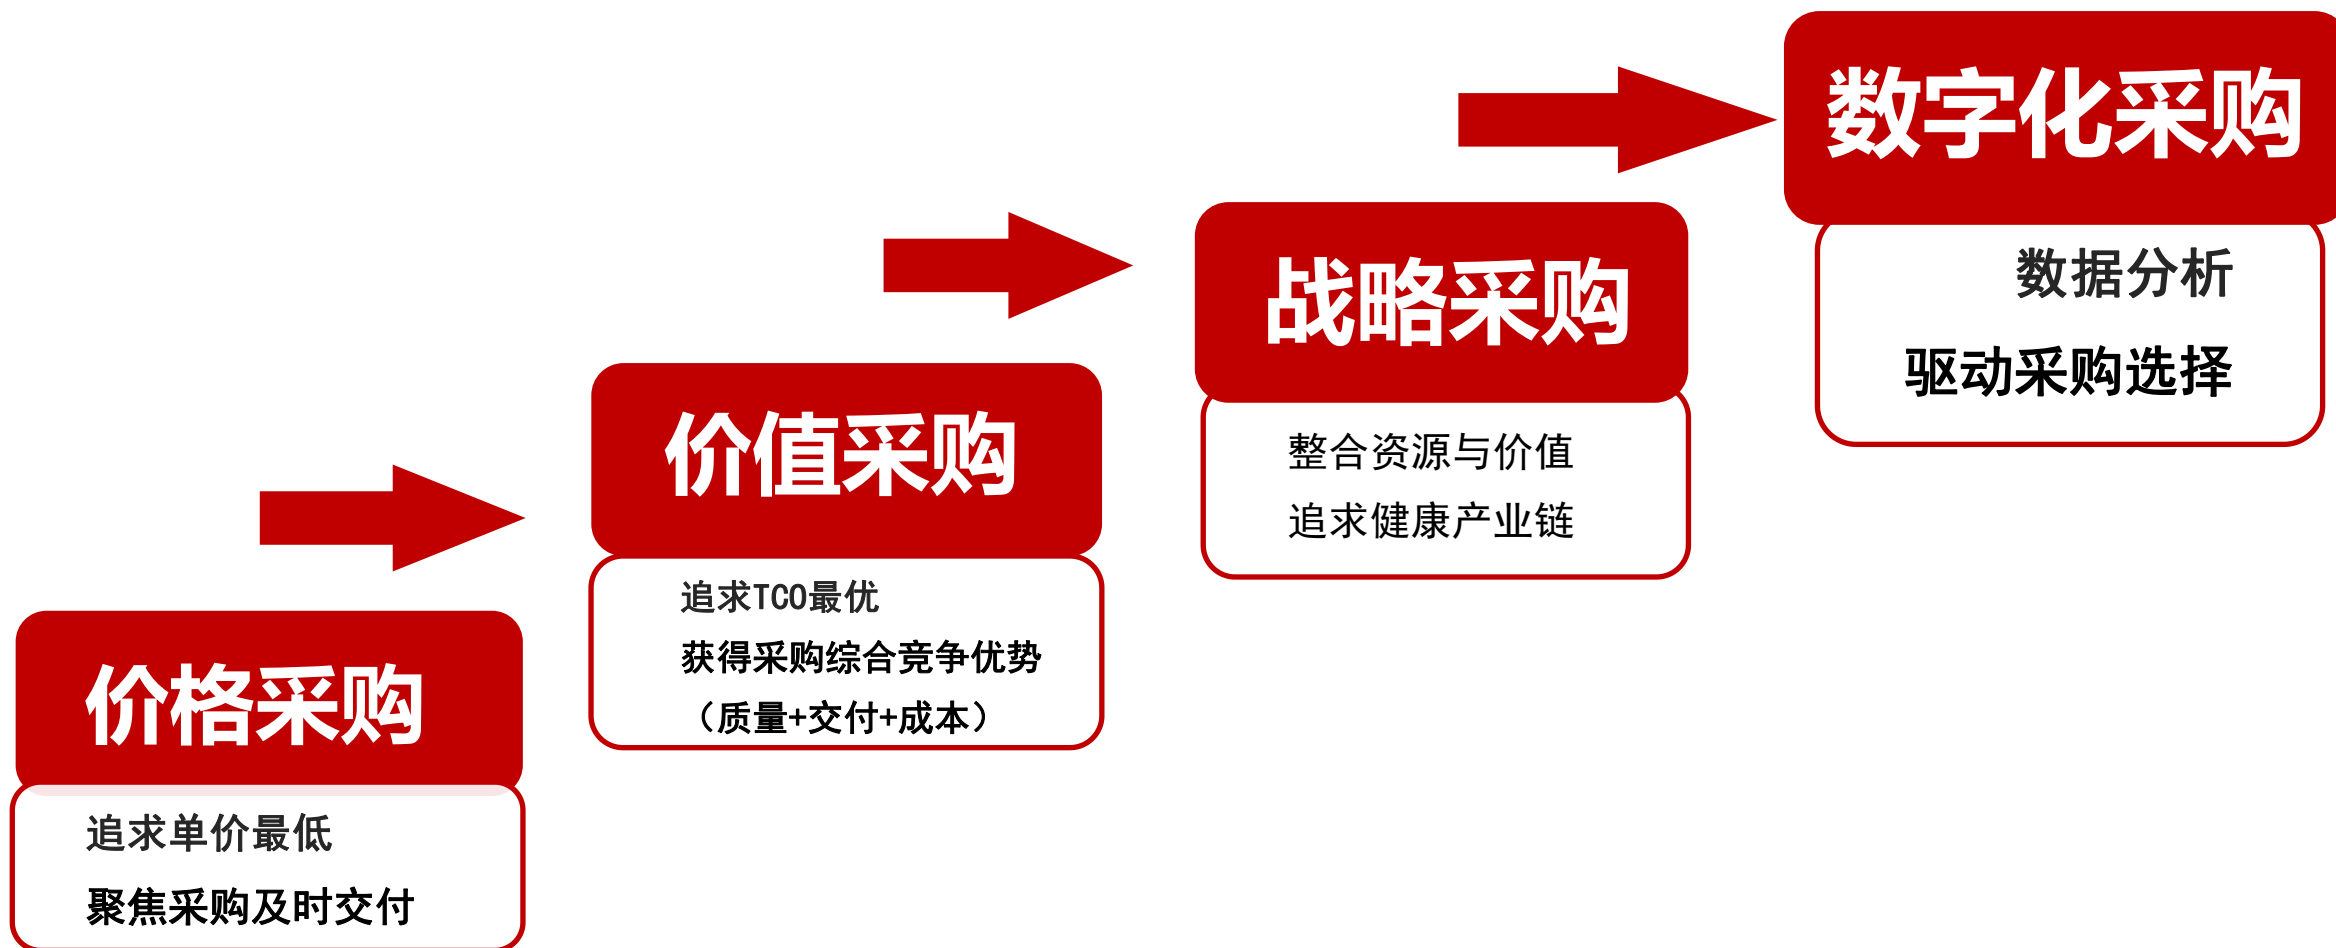 价格采购
追求单价最低
聚焦采购及时交付
价值采购
追求TCO最优
获得采购综合竞争优势
（质量+交付+成本）
战略采购
整合资源与价值
追求健康产业链
数字化采购
数据分析
驱动采购选择